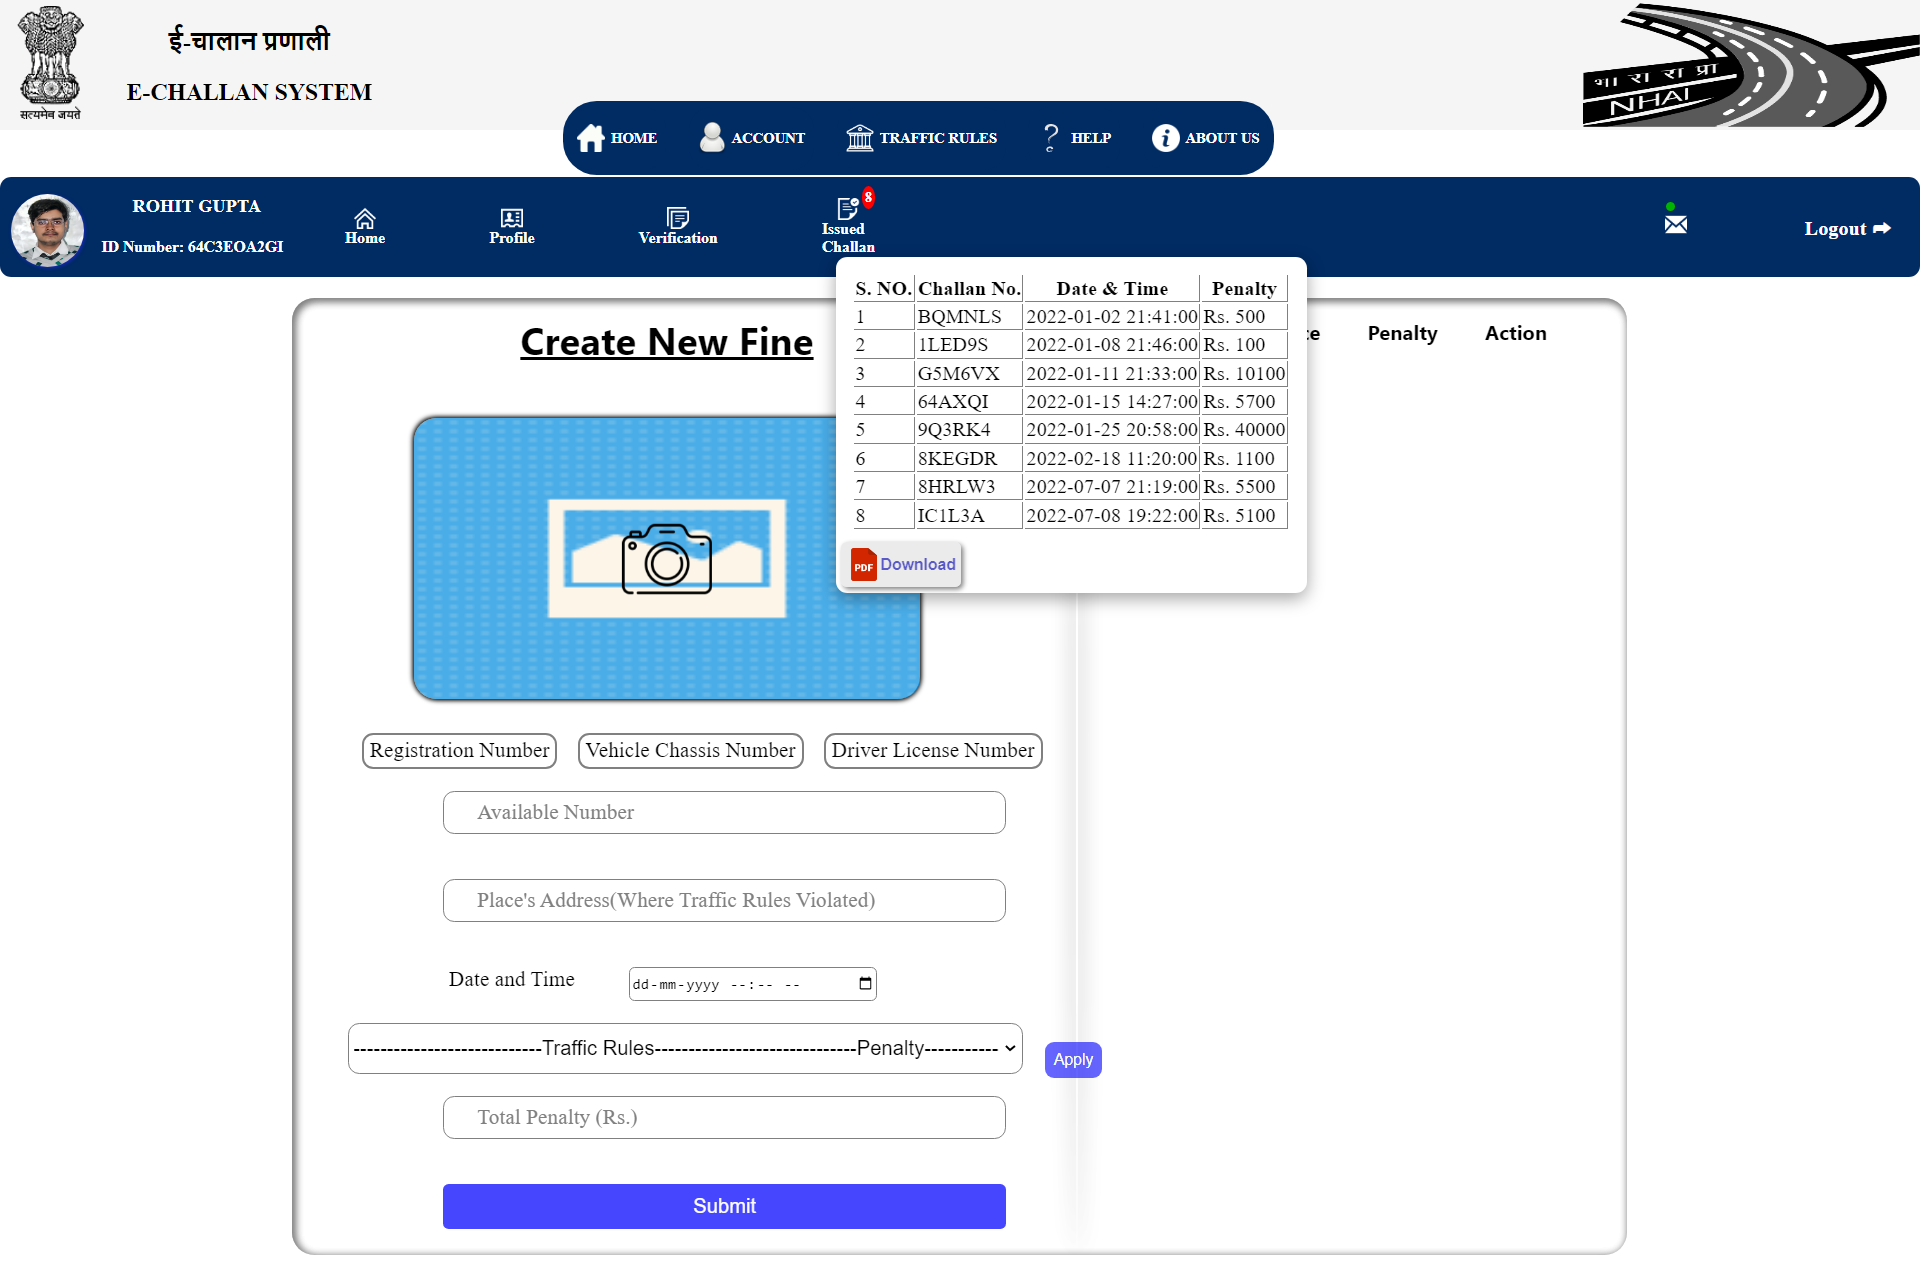 ई-चालान प्रणाली
E-CHALLAN SYSTEM
सत्यमेव जयते
भा रा रा प्रा
NHAI
HOME
ACCOUNT
TRAFFIC RULES
HELP
ABOUT US
ROHIT GUPTA
ID Number: 64C3EOA2GI
Home
Profile
Verification
8
Issued
Challan
Logout
S. NO. Challan No. Date & Time Penalty
1 BQMNLS 2022-01-02 21:41:00 Rs. 500
2 1LED9S 2022-01-08 21:46:00 Rs. 100
3 G5M6VX 2022-01-11 21:33:00 Rs. 10100
4 64AXQI 2022-01-15 14:27:00 Rs. 5700
5 9Q3RK4 2022-01-25 20:58:00 Rs. 40000
6 8KEGDR 2022-02-18 11:20:00 Rs. 1100
7 8HRLW3 2022-07-07 21:19:00 Rs. 5500
8 IC1L3A 2022-07-08 19:22:00 Rs. 5100
PDF Download
Create New Fine
Penalty Action
Registration Number
Vehicle Chassis Number
Driver License Number
Available Number
Place's Address(Where Traffic Rules Violated)
Date and Time
dd-mm-yyyy --:-- --
----------------------------Traffic Rules------------------------------Penalty-----------
Apply
Total Penalty (Rs.)
Submit